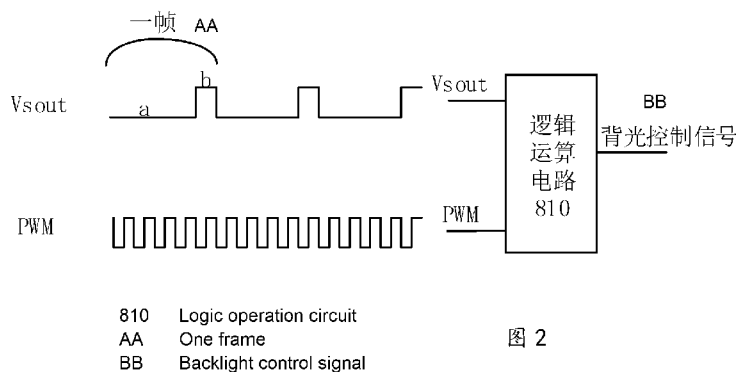 一帧 AA
Vsout
a
b
PWM
Vsout
PWM
逻辑
运算
电路
810
BB
背光控制信号
810 Logic operation circuit
AA One frame
BB Backlight control signal
图 2